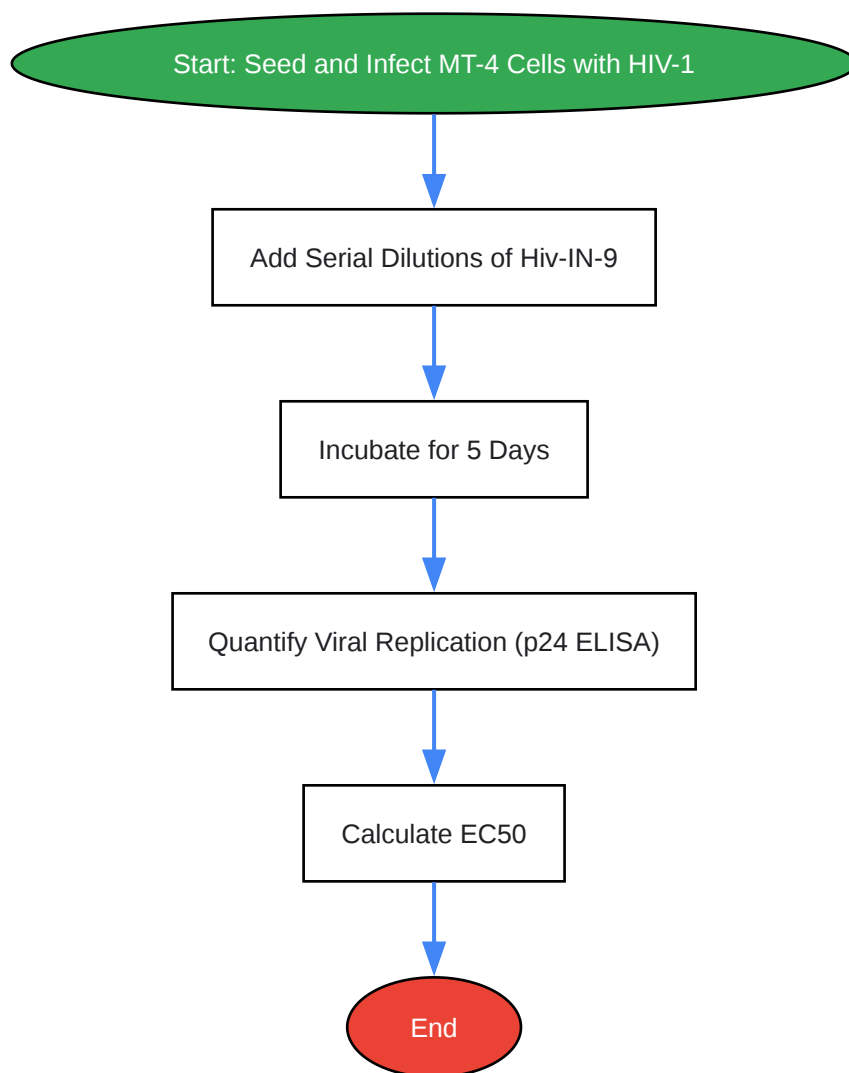 Start: Seed and Infect MT-4 Cells with HIV-1
Add Serial Dilutions of Hiv-IN-9
Incubate for 5 Days
Quantify Viral Replication (p24 ELISA)
Calculate EC50
End